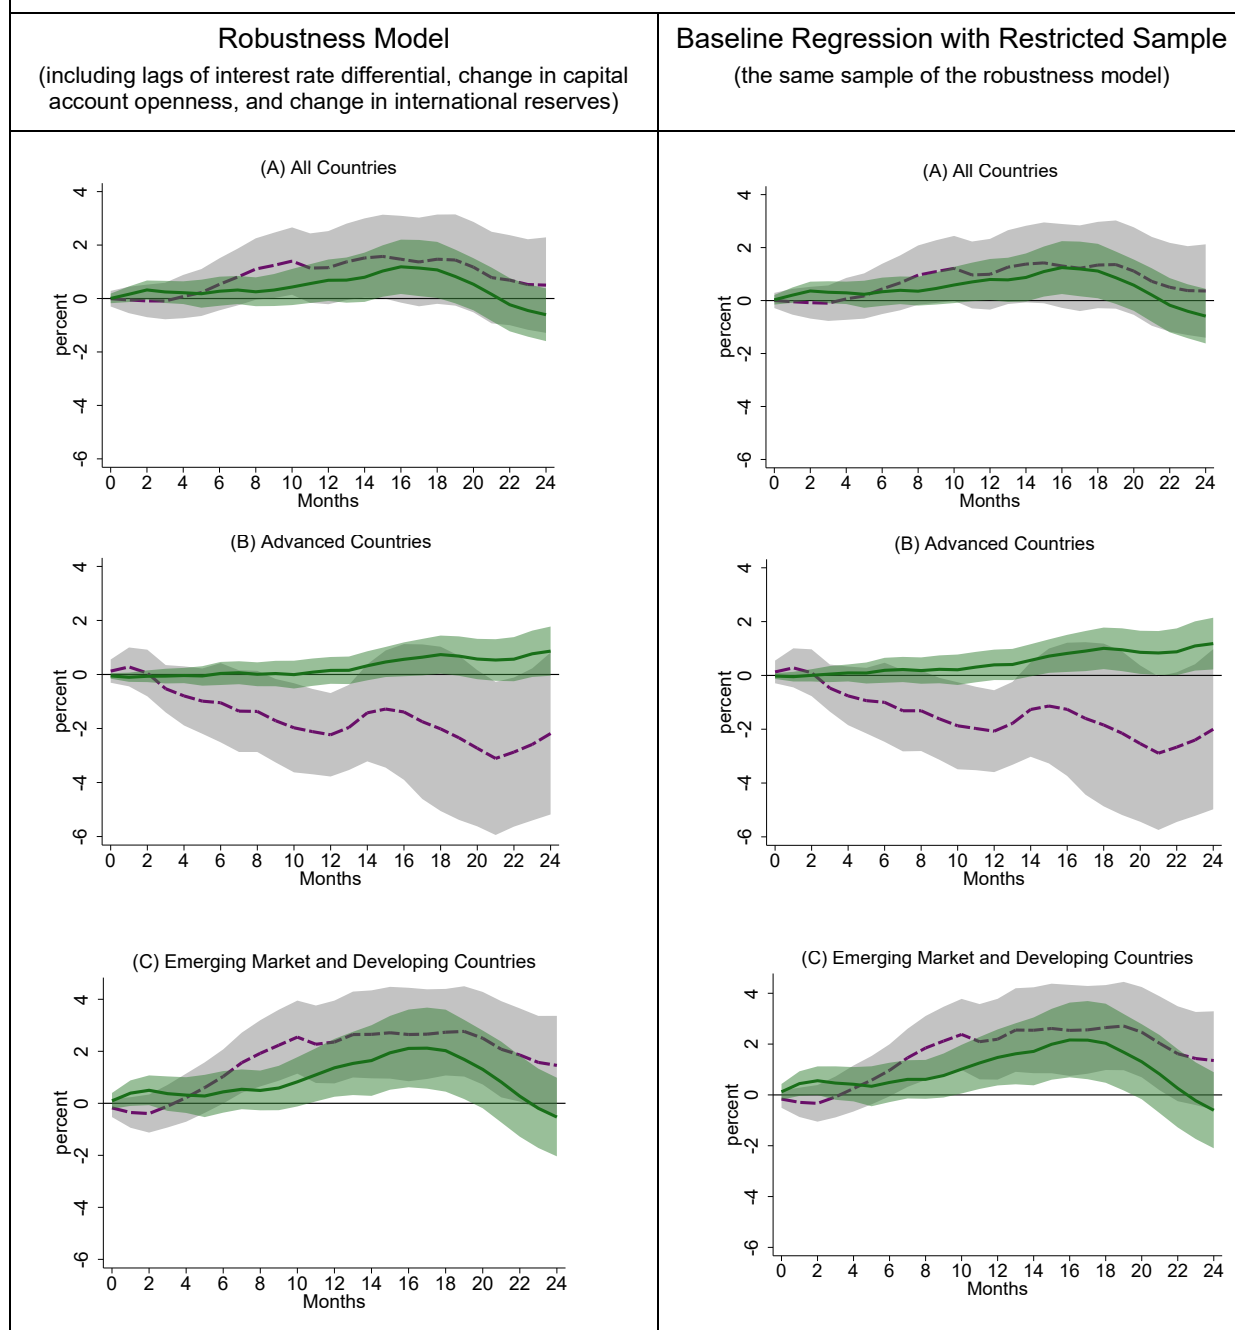 Robustness Model
(including lags of interest rate differential, change in capital
account openness, and change in international reserves)
Baseline Regression with Restricted Sample
(the same sample of the robustness model)
(A) All Countries
percent
4
2
0
-2
-4
-6
0 2 4 6 8 10 12 14 16 18 20 22 24
Months
(A) All Countries
percent
4
2
0
-2
-4
-6
0 2 4 6 8 10 12 14 16 18 20 22 24
Months
(B) Advanced Countries
percent
4
2
0
-2
-4
-6
0 2 4 6 8 10 12 14 16 18 20 22 24
Months
(B) Advanced Countries
percent
4
2
0
-2
-4
-6
0 2 4 6 8 10 12 14 16 18 20 22 24
Months
(C) Emerging Market and Developing Countries
percent
4
2
0
-2
-4
-6
0 2 4 6 8 10 12 14 16 18 20 22 24
Months
(C) Emerging Market and Developing Countries
percent
4
2
0
-2
-4
-6
0 2 4 6 8 10 12 14 16 18 20 22 24
Months